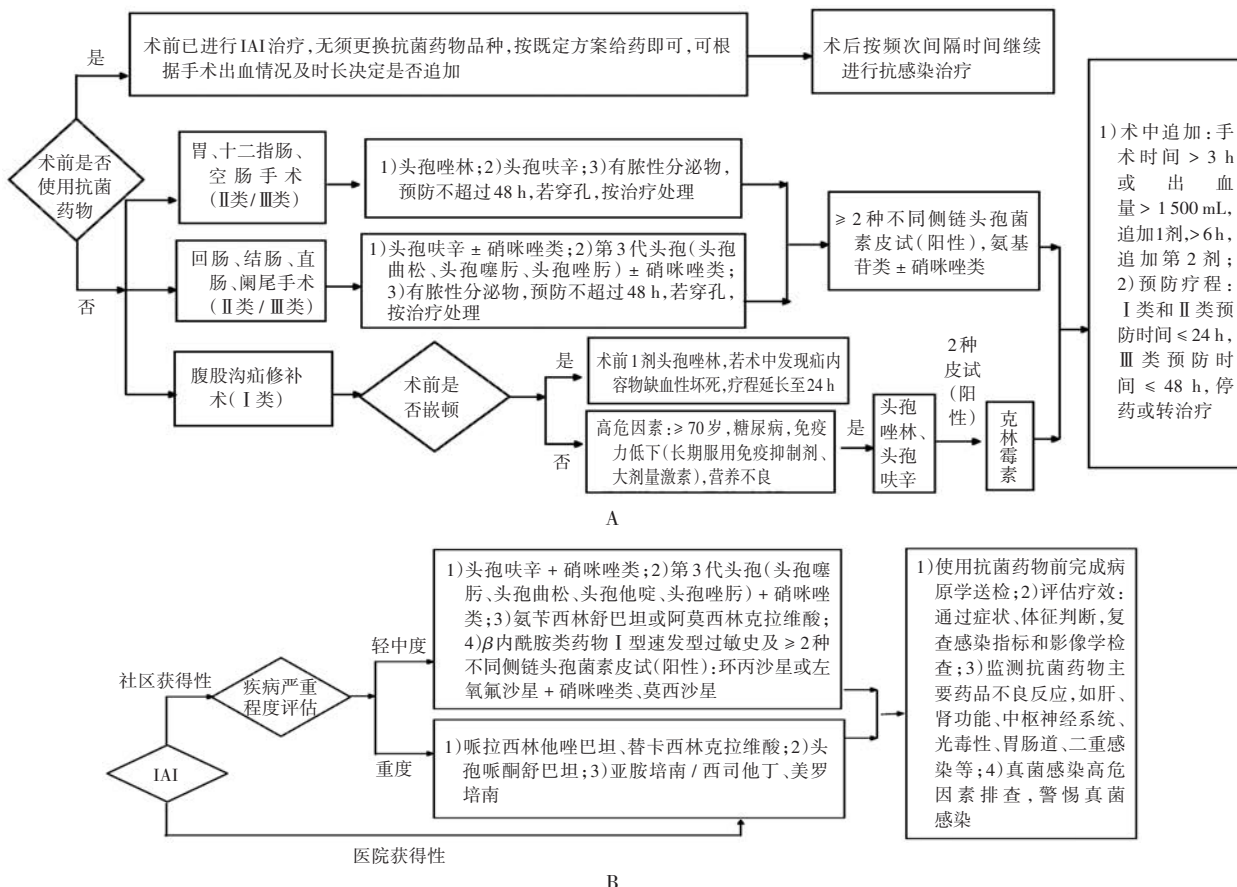 是
术前已进行IAI治疗,无须更换抗菌药物品种,按既定方案给药即可,可根
据手术出血情况及时长决定是否追加
术后按频次间隔时间继续
进行抗感染治疗
术前是否
使用抗菌
药物
否
胃、十二指肠、
空肠手术
(Ⅱ类/Ⅲ类)
1)头孢唑林;2)头孢呋辛;3)有脓性分泌物,
预防不超过48 h,若穿孔,按治疗处理
回肠、结肠、直
肠、阑尾手术
(Ⅱ类/Ⅲ类)
1)头孢呋辛±硝咪唑类;2)第3代头孢(头孢
曲松、头孢噻肟、头孢唑肟)±硝咪唑类;
3)有脓性分泌物,预防不超过48 h,若穿孔,
按治疗处理
≥2种不同侧链头孢菌
素皮试(阳性),氨基
苷类±硝咪唑类
腹股沟疝修补
术(Ⅰ类)
术前是
否嵌顿
是
术前1剂头孢唑林,若术中发现疝内
容物缺血性坏死,疗程延长至24 h
否
高危因素:≥70岁,糖尿病,免疫
力低下(长期服用免疫抑制剂、
大剂量激素),营养不良
是
头孢
唑林、
头孢
呋辛
2种
皮试
(阳
性)
克
林
霉
素
1)术中追加:手
术时间>3 h
或出血
量>1 500 mL,
追加1剂,>6 h,
追加第2剂;
2)预防疗程:
Ⅰ类和Ⅱ类预
防时间≤24 h,
Ⅲ类预防时
间≤48 h,停
药或转治疗
A
IAI
社区获得性
疾病严重
程度评估
轻中度
1)头孢呋辛+硝咪唑类;2)第3代头孢(头孢噻
肟、头孢曲松、头孢他啶、头孢唑肟)+硝咪唑
类;3)氨苄西林舒巴坦或阿莫西林克拉维酸;
4)β内酰胺类药物Ⅰ型速发型过敏史及≥2种
不同侧链头孢菌素皮试(阳性):环丙沙星或左
氧氟沙星+硝咪唑类、莫西沙星
重度
1)哌拉西林他唑巴坦、替卡西林克拉维酸;2)头
孢哌酮舒巴坦;3)亚胺培南/西司他丁、美罗
培南
医院获得性
1)使用抗菌药物前完成病
原学送检;2)评估疗效:
通过症状、体征判断,复
查感染指标和影像学检
查;3)监测抗菌药物主
要药品不良反应,如肝、
肾功能、中枢神经系统、
光毒性、胃肠道、二重感
染等;4)真菌感染高危
因素排查,警惕真菌
感染
B